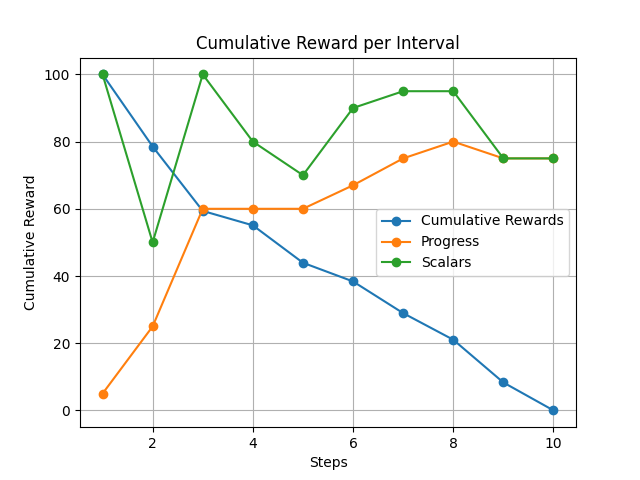 Cumulative Reward per Interval
100
80
60
40
20
0
Cumulative Reward
Cumulative Rewards
Progress
Scalars
2
4
6
8
10
Steps